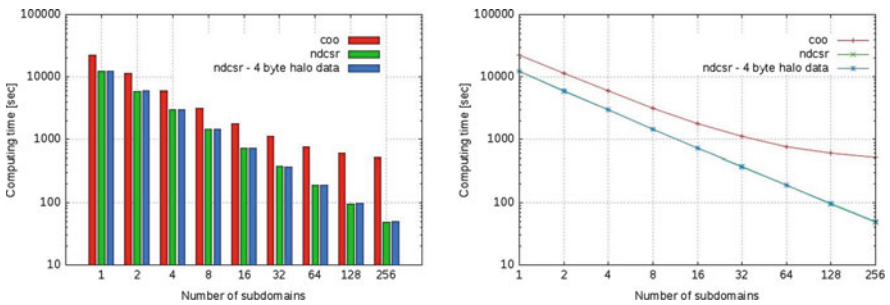 100000
10000
1000
100
10
Computing time [sec]
coo
ndcsr
ndcsr - 4 byte halo data
1 2 4 8 16 32 64 128 256
Number of subdomains
100000
10000
1000
100
10
Computing time [sec]
coo
ndcsr
ndcsr - 4 byte halo data
1 2 4 8 16 32 64 128 256
Number of subdomains